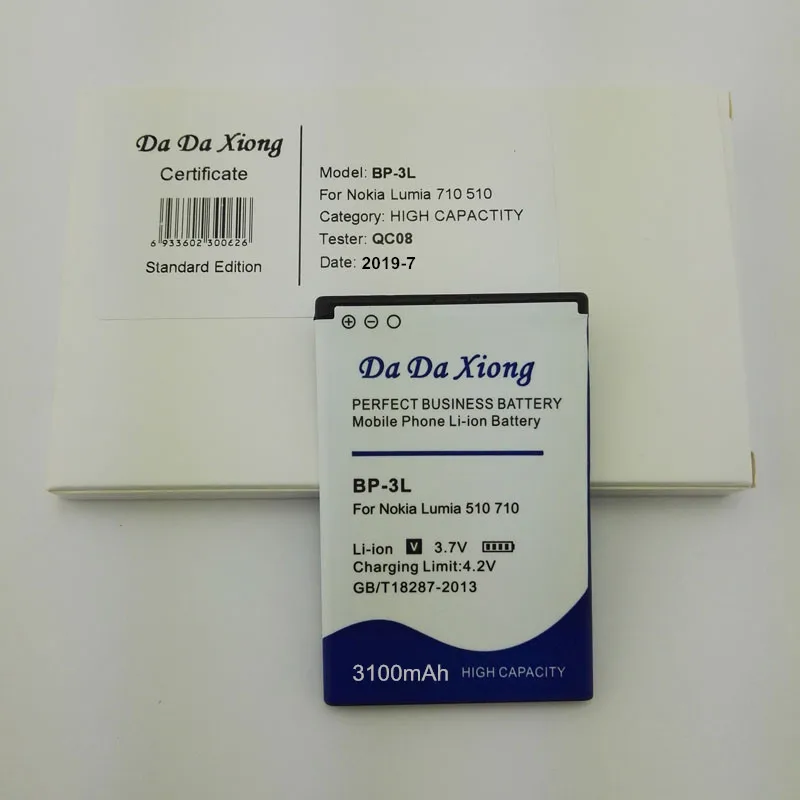 Da Da Xiong
Certificate
6 933602 300626
Standard Edition
Model: BP-3L
For Nokia Lumia 710 510
Category: HIGH CAPACTITY
Tester: QC08
Date: 2019-7
Da Da Xiong
PERFECT BUSINESS BATTERY
Mobile Phone Li-ion Battery
BP-3L
For Nokia Lumia 510 710
Li-ion V 3.7V
Charging Limit:4.2V
GB/T18287-2013
3100mAh HIGH CAPACITY